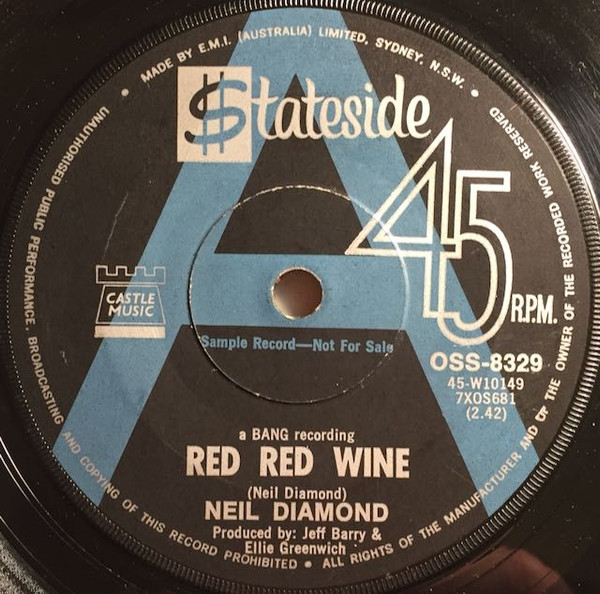 • MADE BY E.M.I. (AUSTRALIA) LIMITED, SYDNEY, N.S.W. •
$tateside
45
R.P.M.
CASTLE
MUSIC
A
Sample Record—Not For Sale
OSS-8329
45-W10149
7XOS681
(2.42)
a BANG recording
RED RED WINE
(Neil Diamond)
NEIL DIAMOND
Produced by: Jeff Barry &
Ellie Greenwich
UNAUTHORISED PUBLIC PERFORMANCE, BROADCASTING AND COPYING OF THIS RECORD PROHIBITED • ALL RIGHTS OF THE MANUFACTURER AND OF THE OWNER OF THE RECORDED WORK RESERVED